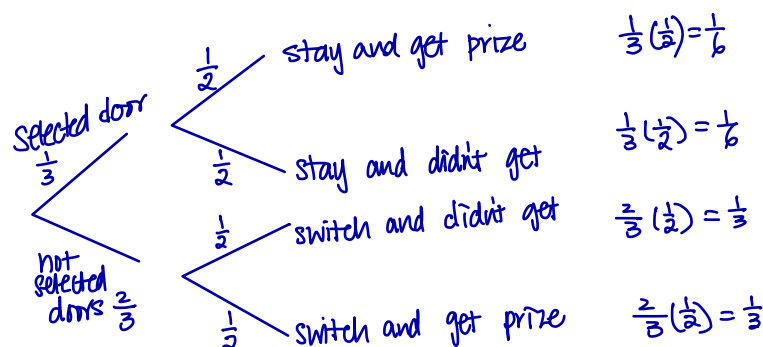 1/2 stay and get prize 1/3(1/2)=1/6
selected door
1/3
1/2 stay and didn't get 1/3(1/2)=1/6
1/2 switch and didn't get 2/3(1/2)=1/3
not
selected
doors 2/3
1/2 switch and get prize 2/3(1/2)=1/3